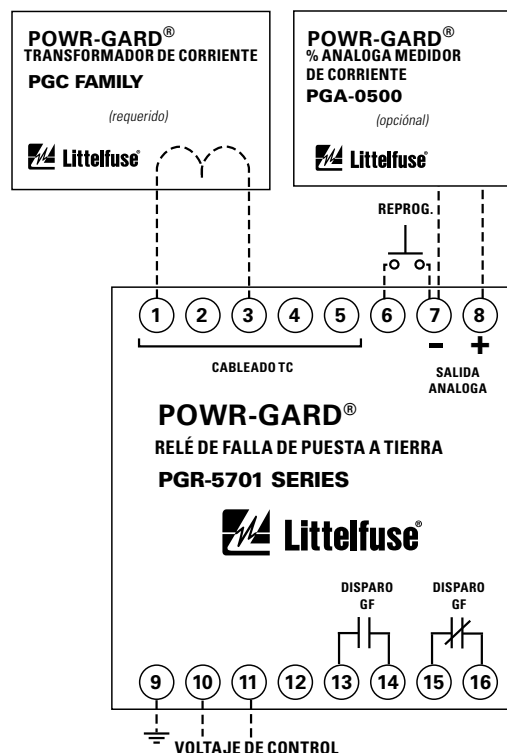 POWR-GARD®
TRANSFORMADOR DE CORRIENTE
PGC FAMILY
(requerido)
Littelfuse®
POWR-GARD®
% ANALOGA MEDIDOR
DE CORRIENTE
PGA-0500
(opciónal)
Littelfuse®
REPROG.
1 2 3 4 5 6 7 8
- +
CABLEADO TC
SALIDA
ANALOGA
POWR-GARD®
RELÉ DE FALLA DE PUESTA A TIERRA
PGR-5701 SERIES
Littelfuse®
DISPARO
GF
DISPARO
GF
9 10 11 12 13 14 15 16
VOLTAJE DE CONTROL